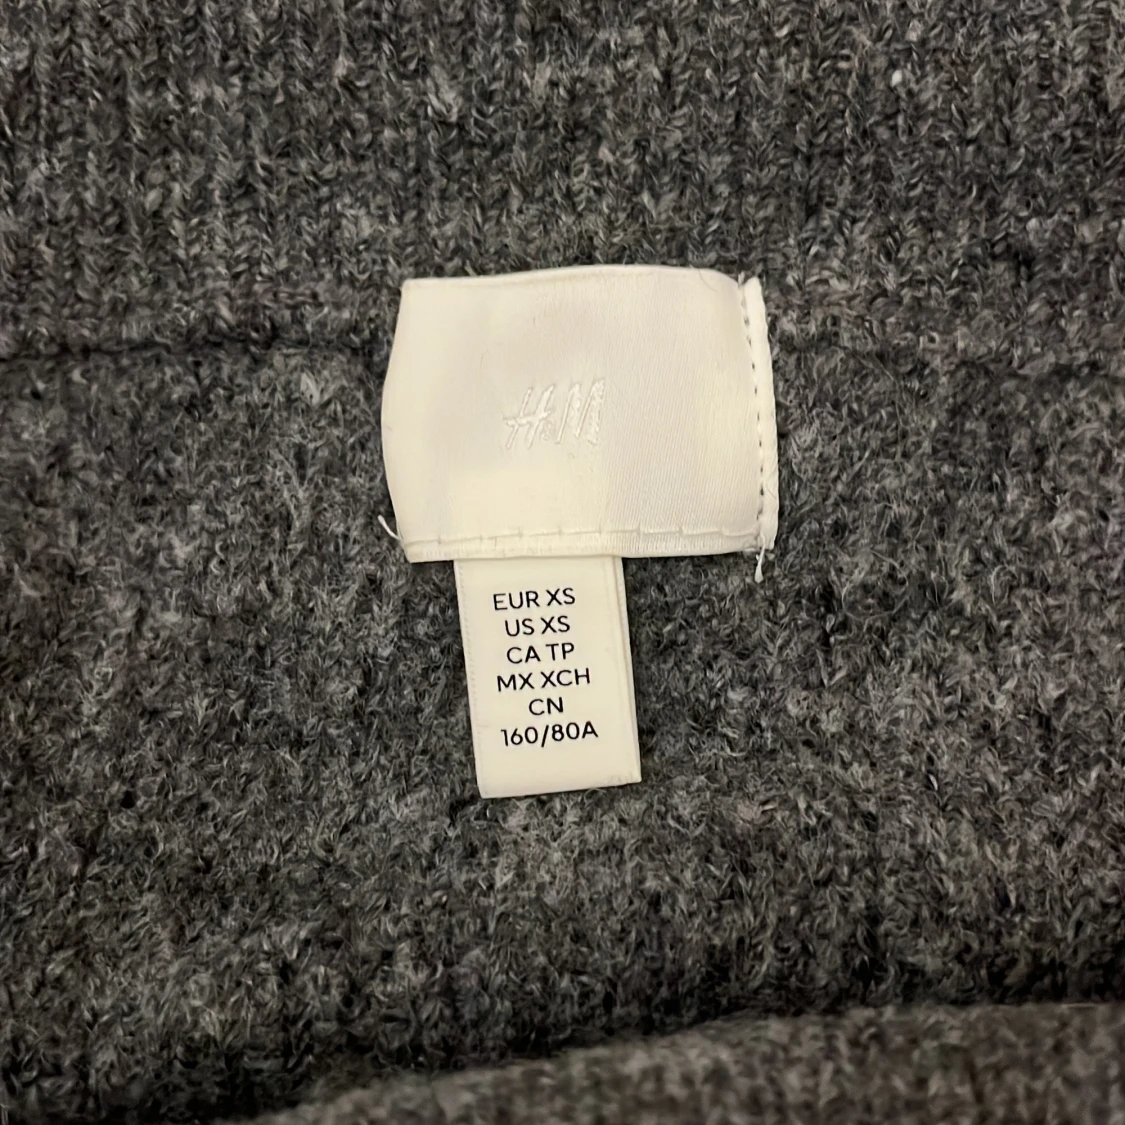 H&M
EUR XS
US XS
CA TP
MX XCH
CN
160/80A